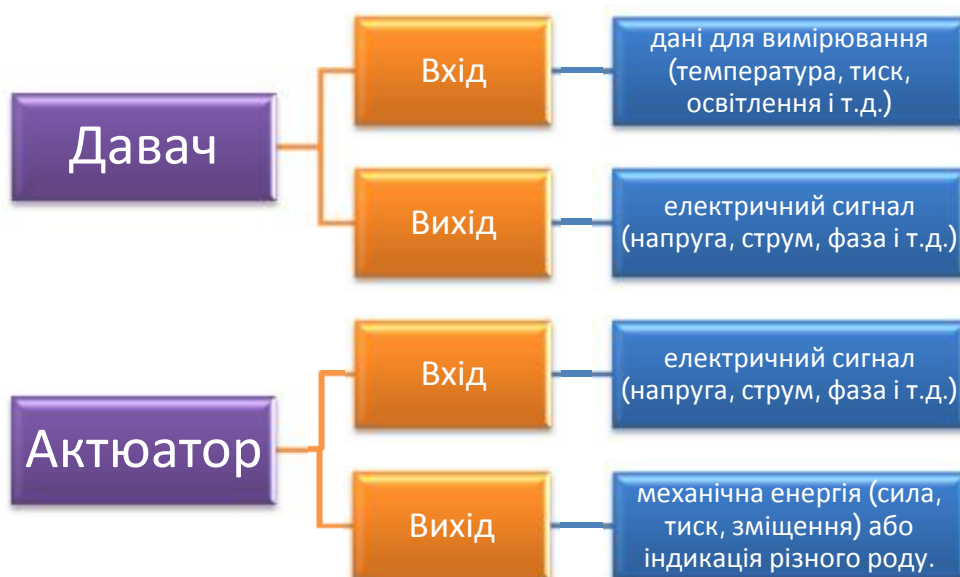 Давач
Вхід
дані для вимірювання
(температура, тиск,
освітлення і т.д.)
Вихід
електричний сигнал
(напруга, струм, фаза і т.д.)
Актюатор
Вхід
електричний сигнал
(напруга, струм, фаза і т.д.)
Вихід
механічна енергія (сила,
тиск, зміщення) або
індикація різного роду.